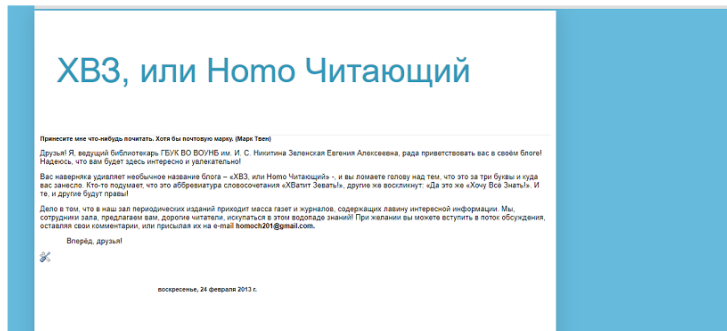 ХВЗ, или Homo Читающий
Принесите мне что-нибудь почитать. Хотя бы почтовую марку. (Марк Твен)
Друзья! Я, ведущий библиотекарь ГБУК ВО ВОУНБ им. И. С. Никитина Зеленская Евгения Алексеевна, рада приветствовать вас в своём блоге!
Надеюсь, что вам будет здесь интересно и увлекательно!
Вас наверняка удивляет необычное название блога – «ХВЗ, или Homo Читающий» -, и вы ломаете голову над тем, что это за три буквы и куда
вас занесло. Кто-то подумает, что это аббревиатура словосочетания «ХВатит Зевать!», другие же воскликнут: «Да это же «Хочу Всё Знать!». И
те, и другие будут правы!
Дело в том, что в наш зал периодических изданий приходит масса газет и журналов, содержащих лавину интересной информации. Мы,
сотрудники зала, предлагаем вам, дорогие читатели, искупаться в этом водопаде знаний! При желании вы можете вступить в поток обсуждения,
оставляя свои комментарии, или присылая их на e-mail homoch201@gmail.com.
Вперёд, друзья!
воскресенье, 24 февраля 2013 г.